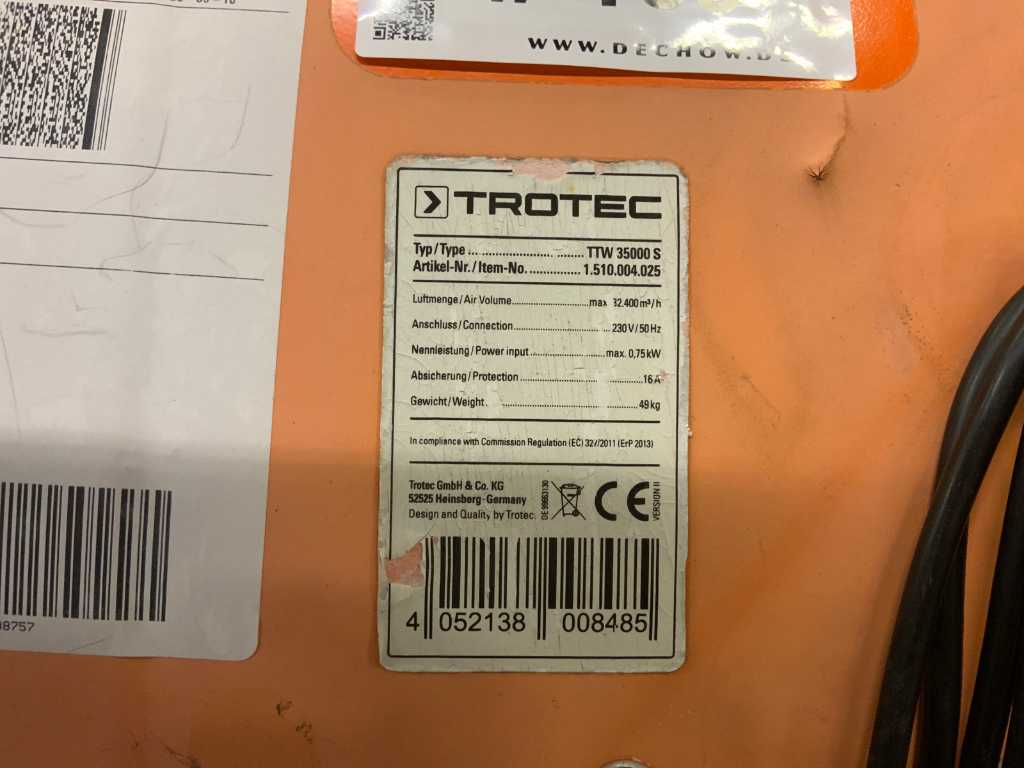 WWW.DECHOW.D
TROTEC
Typ/Type ... TTW 35000 S
Artikel-Nr./Item-No. ... 1.510.004.025
Luftmenge/Air Volume ... max 32.400 m³/h
Anschluss/Connection ... 230 V/50 Hz
Nennleistung/Power input ... max. 0,75 kW
Absicherung/Protection ... 16 A
Gewicht/Weight. ... 49 kg
In compliance with Commission Regulation (EC) 327/2011 (ErP 2013)
Trotec GmbH & Co. KG
52525 Heinsberg-Germany
Design and Quality by Trotec
DE 99663130
CE
VERSION II
4 052138 008485
8757